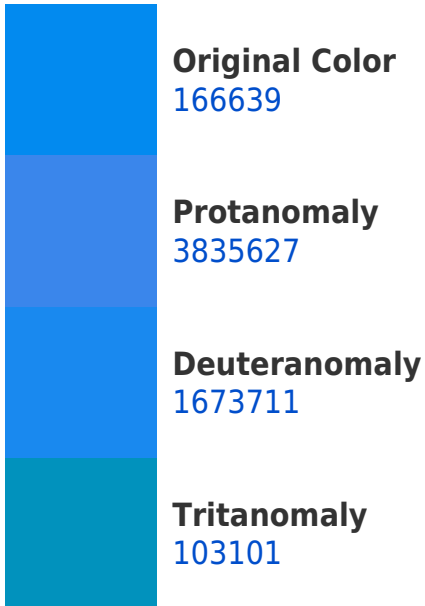 Original Color
166639
Protanomaly
3835627
Deuteranomaly
1673711
Tritanomaly
103101